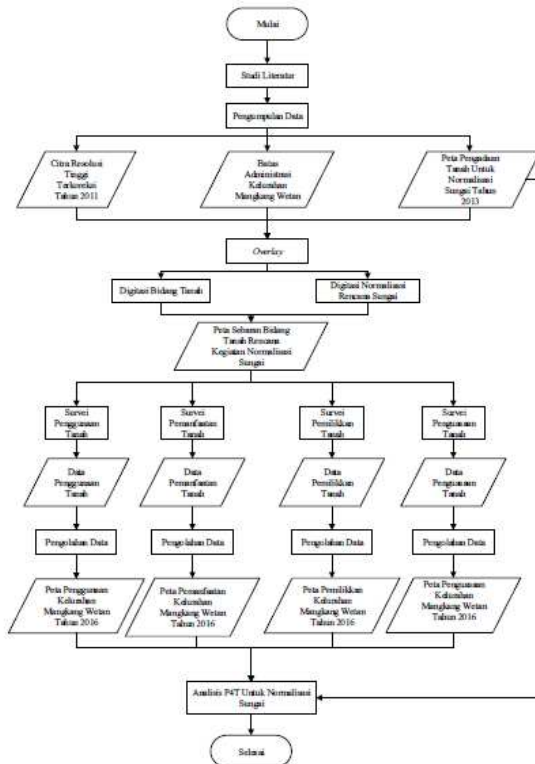 Mulai
Studi Literatur
Pengumpulan Data
Citra Resolusi
Tinggi
Terkoreksi
Tahun 2011
Batas
Administrasi
Kelurahan
Mangkang Wetan
Peta Pengadaan
Tanah Untuk
Normalisasi
Sungai Tahun
2013
Overlay
Digitasi Bidang Tanah
Digitasi Normalisasi
Rencana Sungai
Peta Sebaran Bidang
Tanah Rencana
Kegiatan Normalisasi
Sungai
Survei
Penggunaan
Tanah
Survei
Pemanfaatan
Tanah
Survei
Pemilikkan
Tanah
Survei
Penguasaan
Tanah
Data
Penggunaan
Tanah
Data
Pemanfaatan
Tanah
Data
Pemilikkan
Tanah
Data
Penguasaan
Tanah
Pengolahan Data
Pengolahan Data
Pengolahan Data
Pengolahan Data
Peta Penggunaan
Kelurahan
Mangkang Wetan
Tahun 2016
Peta Pemanfaatan
Kelurahan
Mangkang Wetan
Tahun 2016
Peta Pemilikkan
Kelurahan
Mangkang Wetan
Tahun 2016
Peta Penguasaan
Kelurahan
Mangkang Wetan
Tahun 2016
Analisis P4T Untuk Normalisasi
Sungai
Selesai